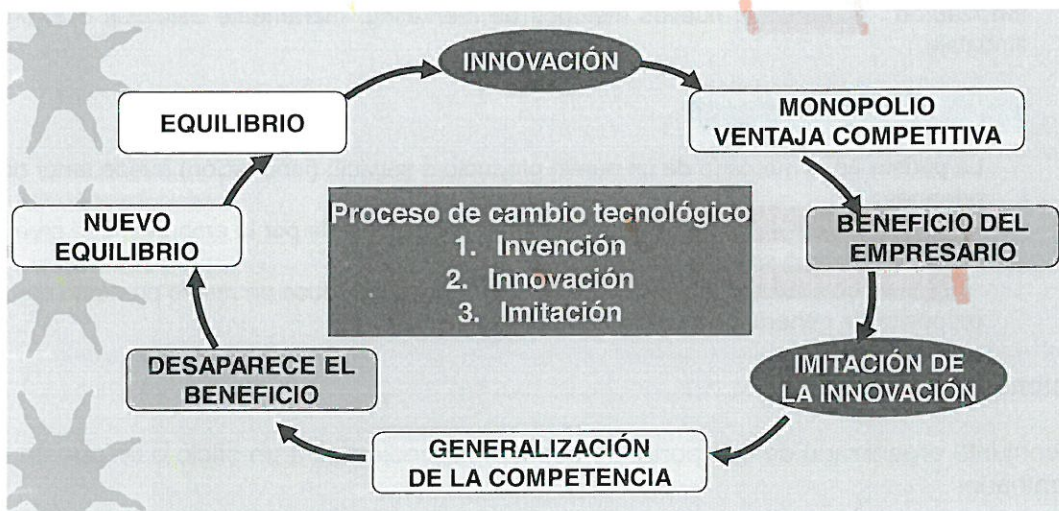 INNOVACIÓN
MONOPOLIO
VENTAJA COMPETITIVA
BENEFICIO DEL
EMPRESARIO
IMITACIÓN DE
LA INNOVACIÓN
GENERALIZACIÓN
DE LA COMPETENCIA
DESAPARECE EL
BENEFICIO
NUEVO
EQUILIBRIO
EQUILIBRIO
Proceso de cambio tecnológico
1. Invención
2. Innovación
3. Imitación